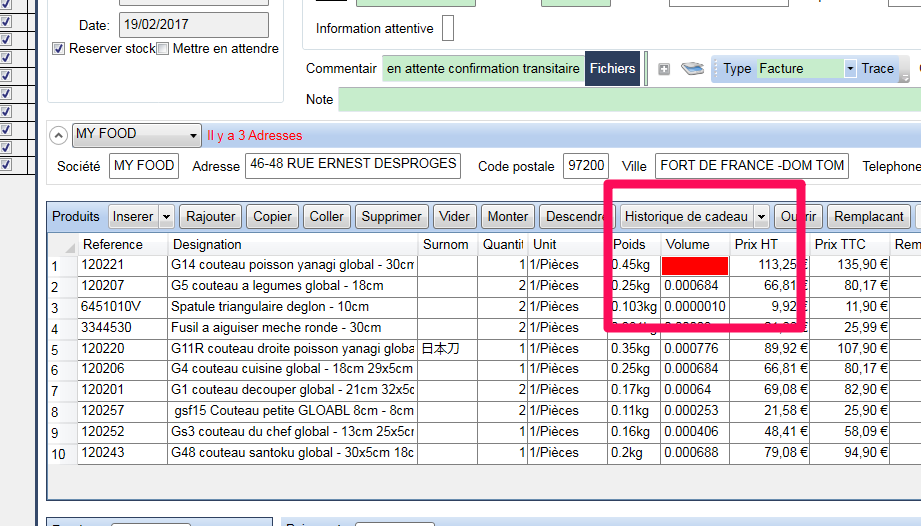 Date: 19/02/2017
Reserver stock Mettre en attendre
Information attentive
Commentair en attente confirmation transitaire Fichiers Type Facture Trace
Note
MY FOOD Il y a 3 Adresses
Société MY FOOD Adresse 46-48 RUE ERNEST DESPROGES Code postale 97200 Ville FORT DE FRANCE -DOM TOM Telephone
Produits Inserer Rajouter Copier Coller Supprimer Vider Monter Descendre Historique de cadeau Ouvrir Remplacant
Reference Designation Surnom Quantit Unit Poids Volume Prix HT Prix TTC Rem
1 120221 G14 couteau poisson yanagi global - 30cm 1 1/Pièces 0.45kg 113,25 € 135,90 €
2 120207 G5 couteau a legumes global - 18cm 2 1/Pièces 0.25kg 0.000684 66,81 € 80,17 €
3 6451010V Spatule triangulaire deglon - 10cm 2 1/Pièces 0.103kg 0.0000010 9,92 € 11,90 €
4 3344530 Fusil a aiguiser meche ronde - 30cm 2 1/Pièces 25,99 €
5 120220 G11R couteau droite poisson yanagi globa 日本刀 1 1/Pièces 0.35kg 0.000776 89,92 € 107,90 €
6 120206 G4 couteau cuisine global - 18cm 29x5cm 1 1/Pièces 0.25kg 0.000684 66,81 € 80,17 €
7 120201 G1 couteau decouper global - 21cm 32x5c 2 1/Pièces 0.17kg 0.00064 69,08 € 82,90 €
8 120257 gsf15 Couteau petite GLOABL 8cm - 8cm 2 1/Pièces 0.11kg 0.000253 21,58 € 25,90 €
9 120252 Gs3 couteau du chef global - 13cm 25x5c 1 1/Pièces 0.16kg 0.000406 48,41 € 58,09 €
10 120243 G48 couteau santoku global - 30x5cm 18c 1 1/Pièces 0.2kg 0.000688 79,08 € 94,90 €